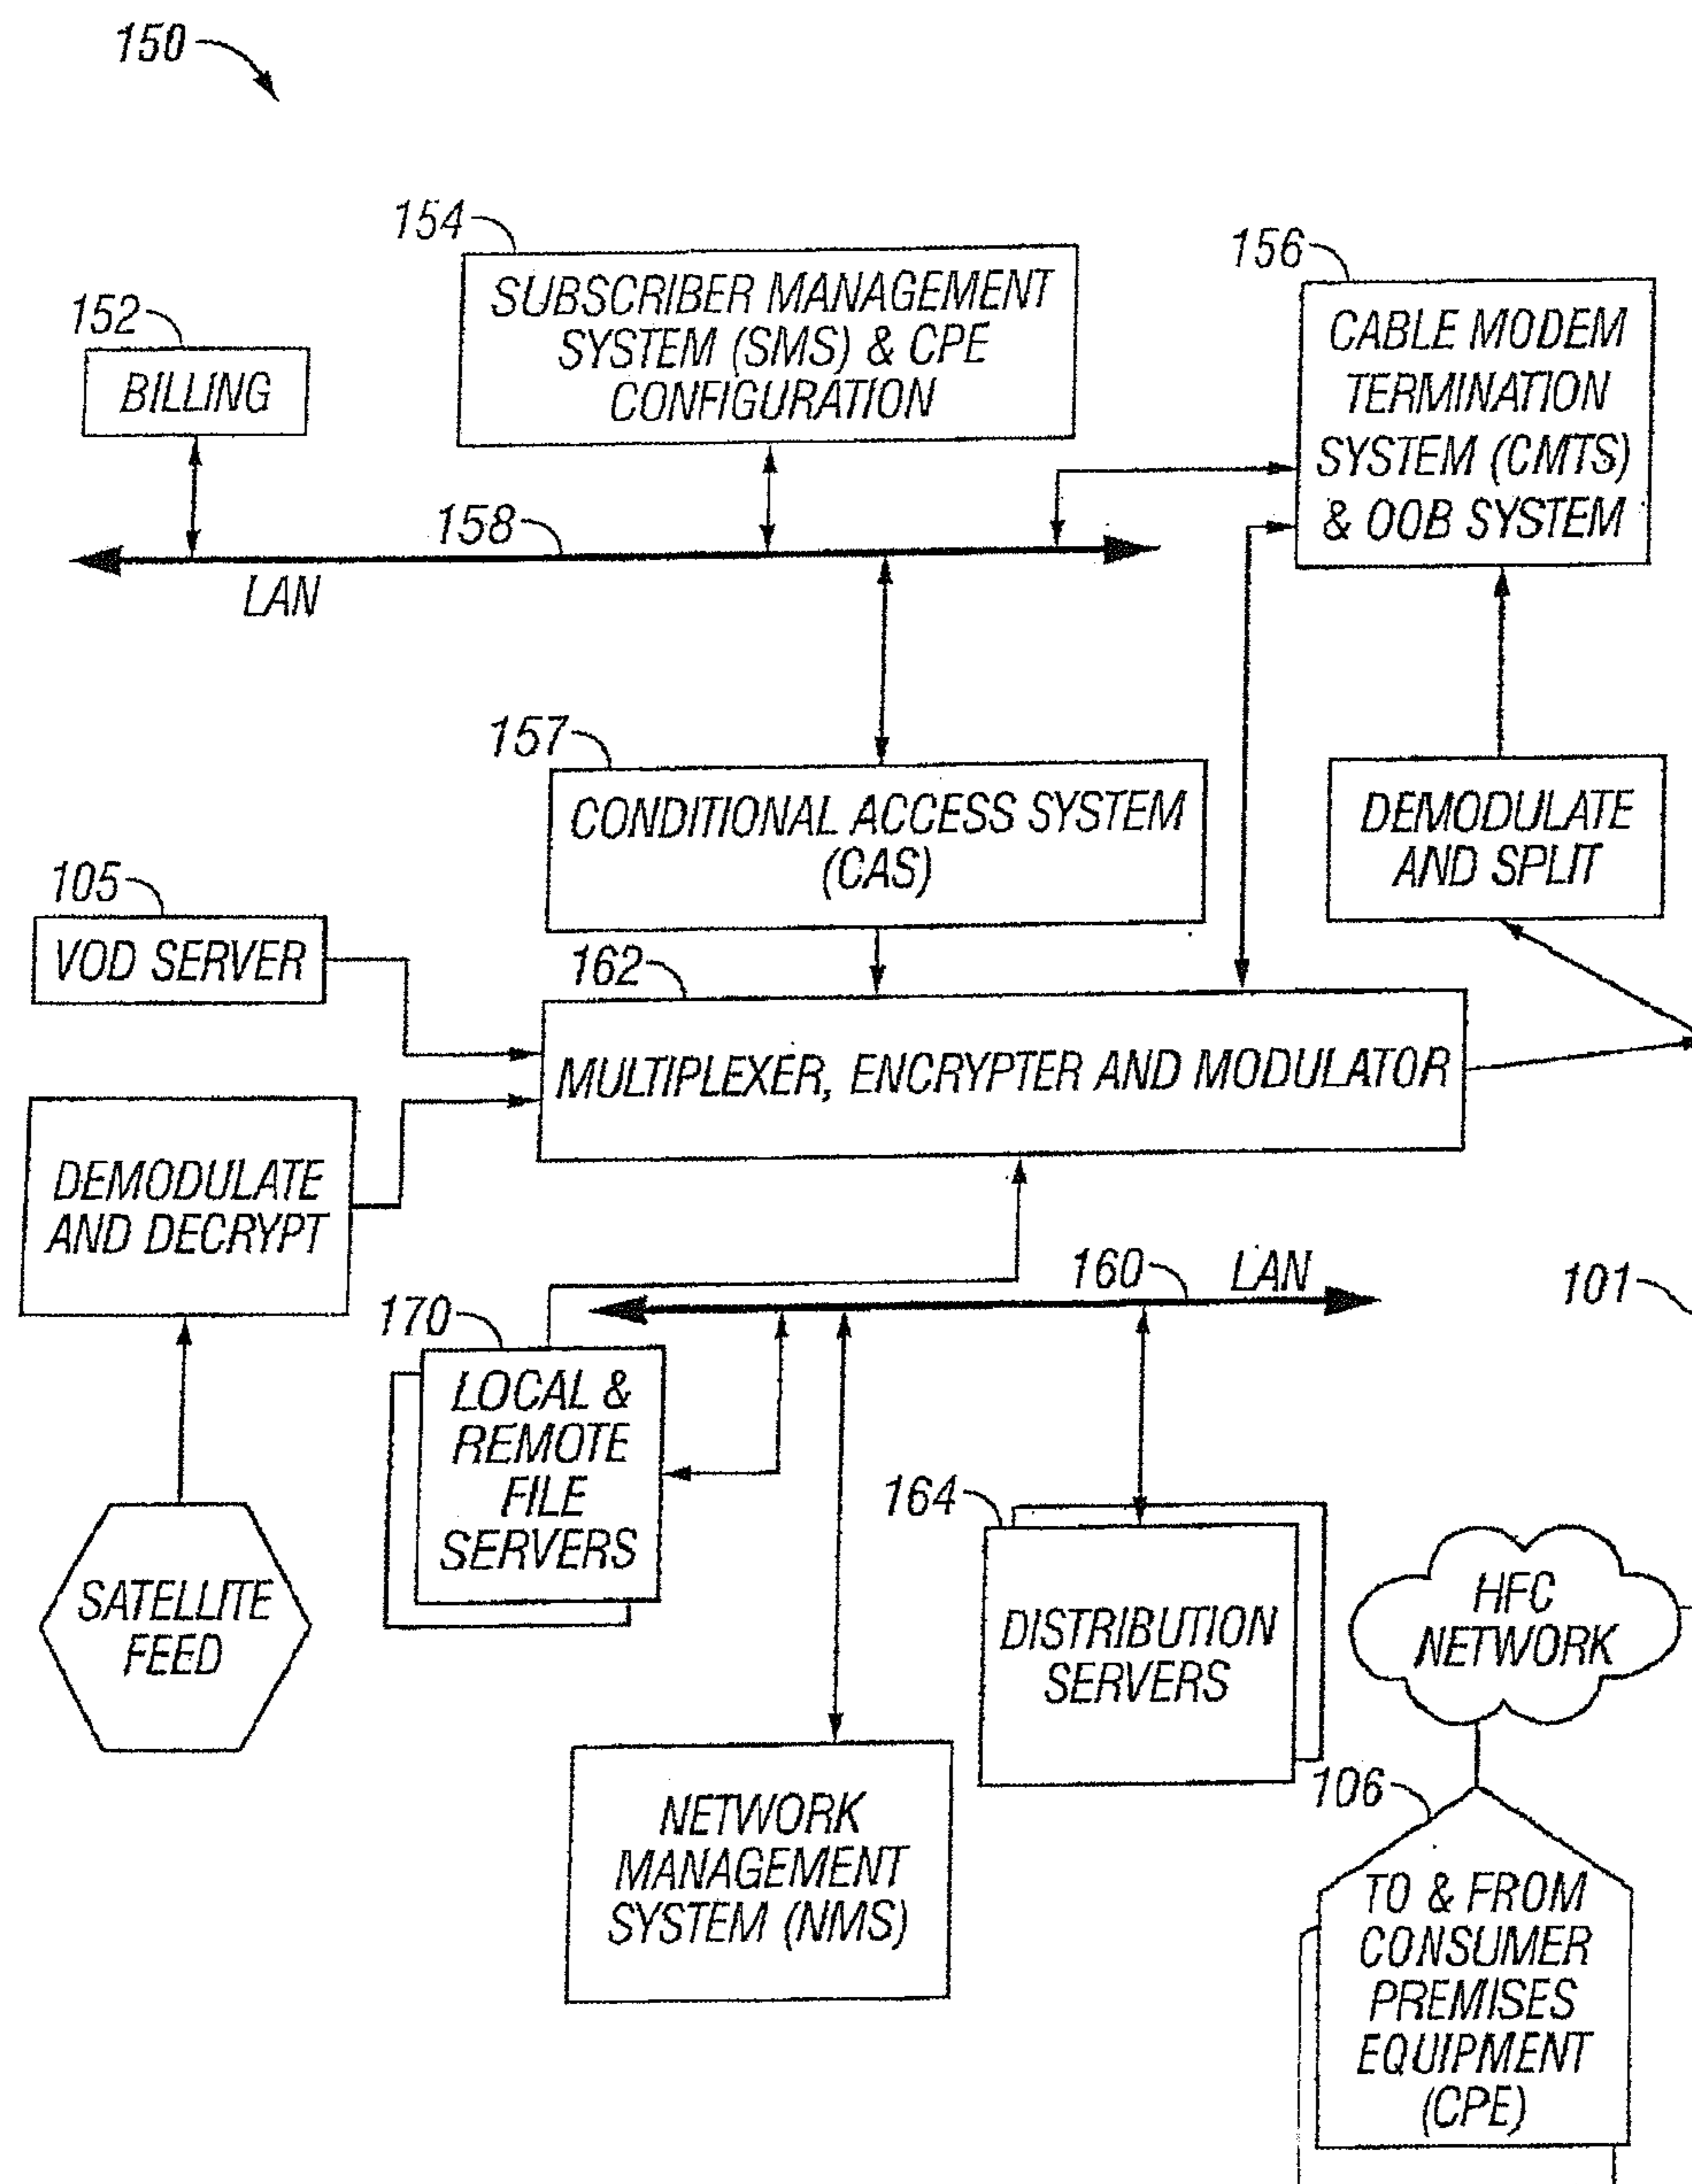 150
154
SUBSCRIBER MANAGEMENT
SYSTEM (SMS) & CPE
CONFIGURATION
156
CABLE MODEM
TERMINATION
SYSTEM (CMTS)
& OOB SYSTEM
152
BILLING
158
LAN
157
CONDITIONAL ACCESS SYSTEM
(CAS)
DEMODULATE
AND SPLIT
105
VOD SERVER
162
MULTIPLEXER, ENCRYPTER AND MODULATOR
DEMODULATE
AND DECRYPT
160
LAN
101
170
LOCAL &
REMOTE
FILE
SERVERS
164
DISTRIBUTION
SERVERS
HFC
NETWORK
SATELLITE
FEED
NETWORK
MANAGEMENT
SYSTEM (NMS)
106
TO & FROM
CONSUMER
PREMISES
EQUIPMENT
(CPE)